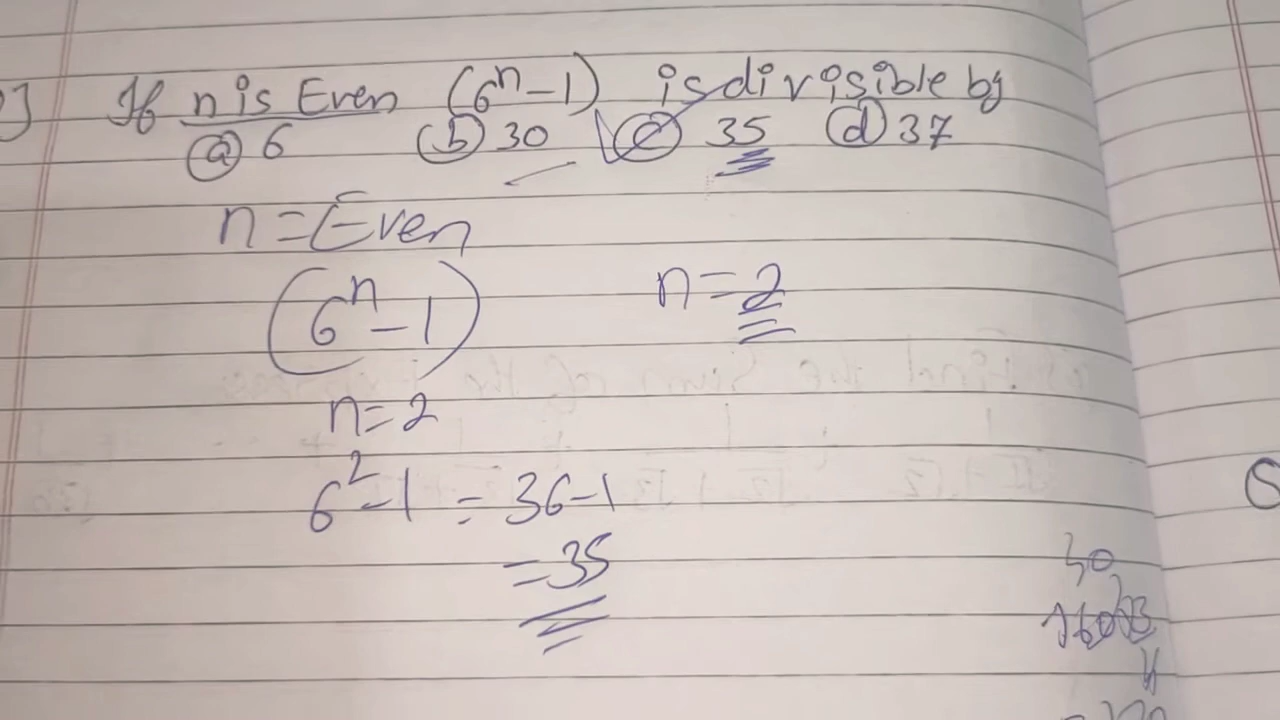 If n is Even (6ⁿ-1) is divisible by
(a) 6 (b) 30 (c) 35 (d) 37
n=Even
(6ⁿ-1) n=2
n=2
6²-1 = 36-1
=35